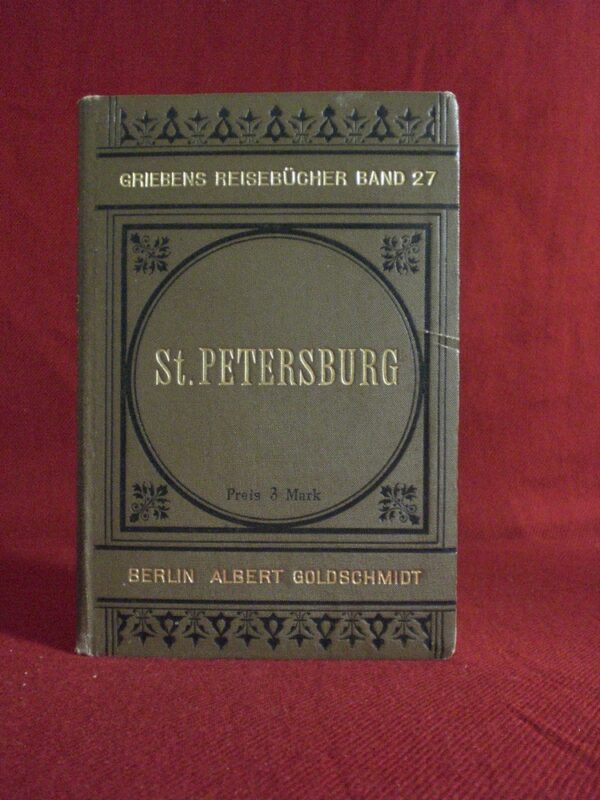 GRIEBENS REISEBÜCHER BAND 27
St. PETERSBURG
Preis 3 Mark
BERLIN ALBERT GOLDSCHMIDT